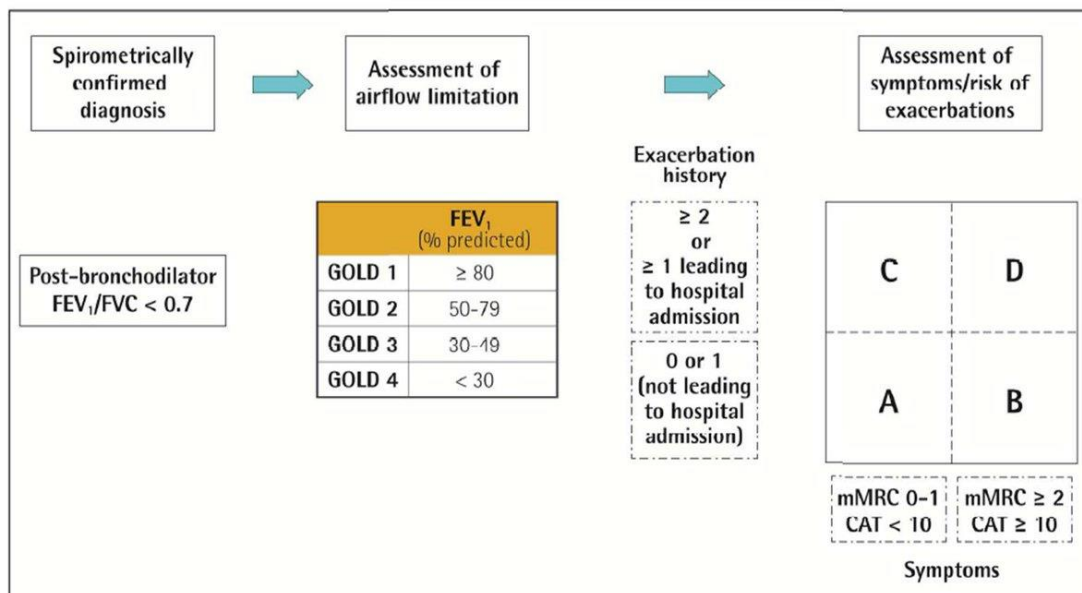 Spirometrically
confirmed
diagnosis
Assessment of
airflow limitation
Assessment of
symptoms/risk of
exacerbations
Post-bronchodilator
FEV₁/FVC < 0.7
FEV₁
(% predicted)
GOLD 1 ≥ 80
GOLD 2 50-79
GOLD 3 30-49
GOLD 4 < 30
Exacerbation
history
≥ 2
or
≥ 1 leading
to hospital
admission
0 or 1
(not leading
to hospital
admission)
C D
A B
mMRC 0-1
CAT < 10
mMRC ≥ 2
CAT ≥ 10
Symptoms